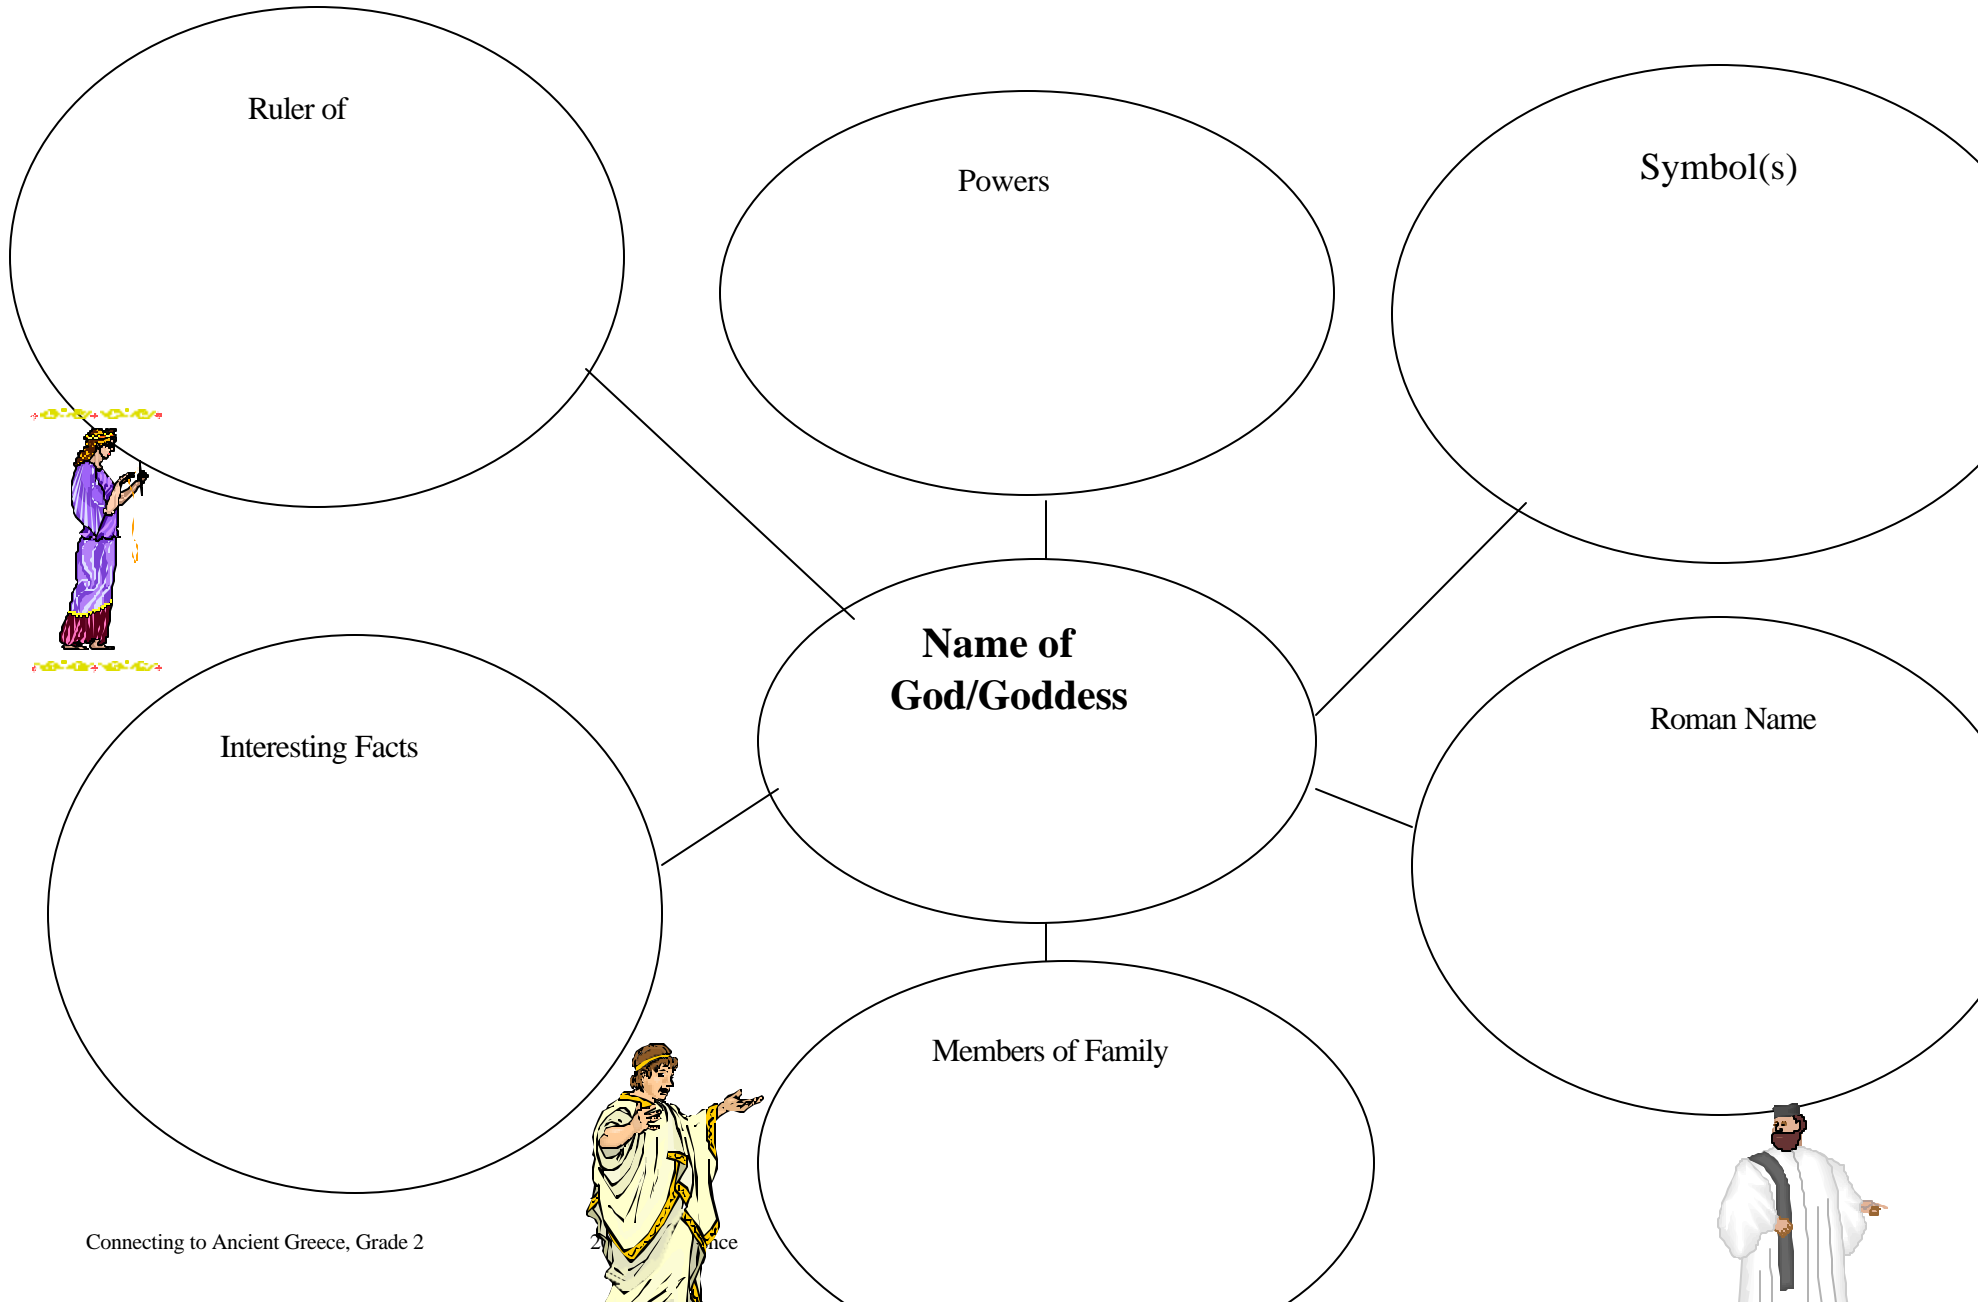 Ruler of
Powers
Symbol(s)
Name of
God/Goddess
Roman Name
Interesting Facts
Members of Family
Connecting to Ancient Greece, Grade 2